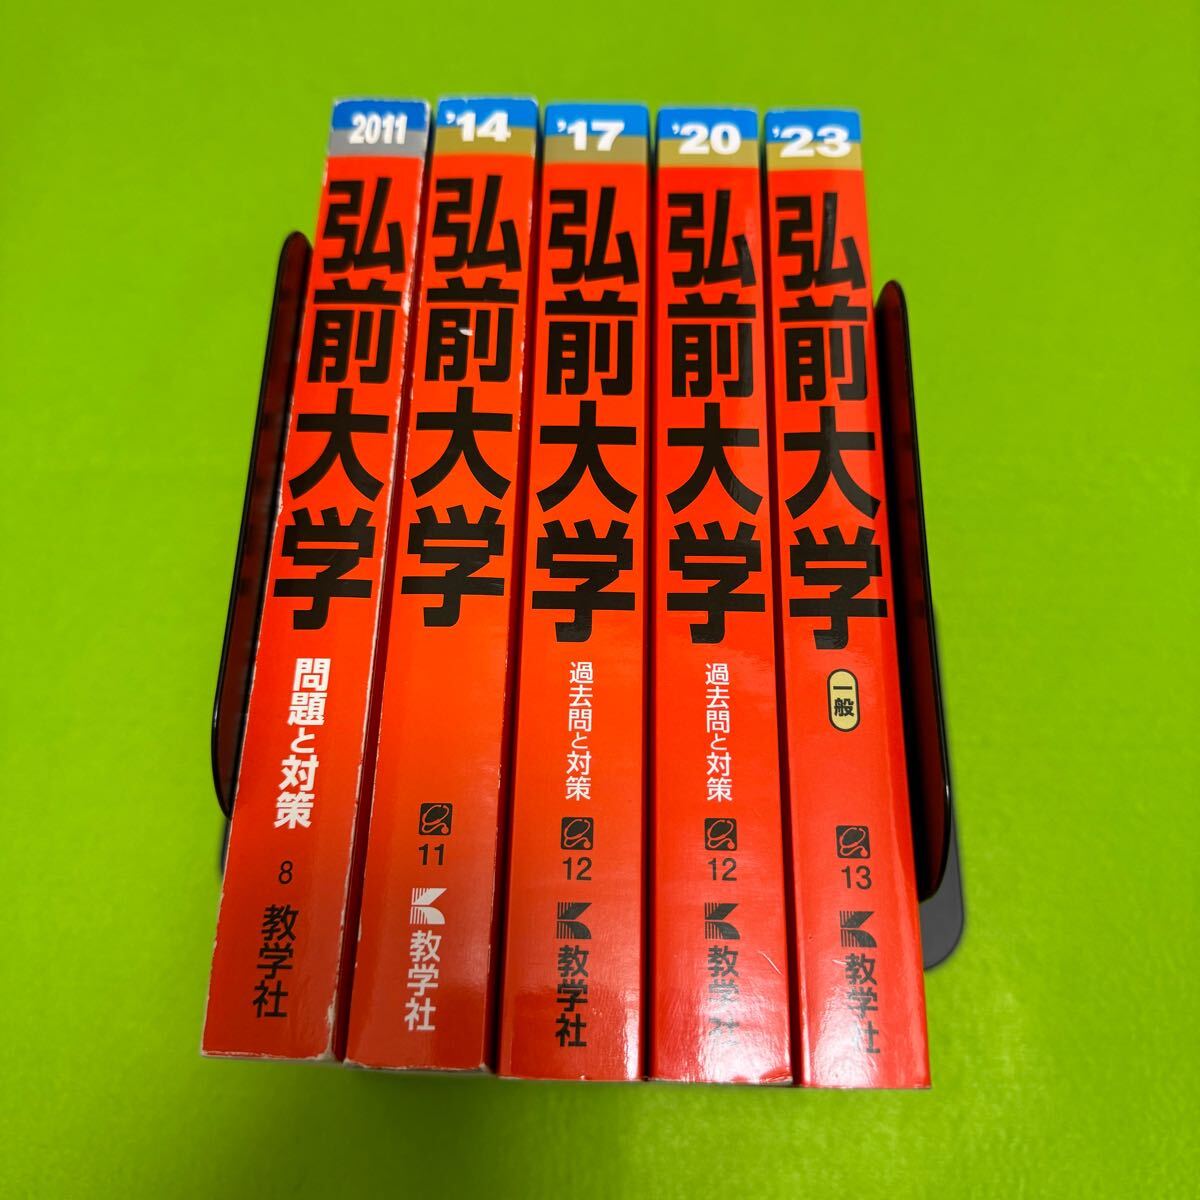 2011
弘前大学
問題と対策
8
教学社
'14
弘前大学
11
教学社
'17
弘前大学
過去問と対策
12
教学社
'20
弘前大学
過去問と対策
12
教学社
'23
弘前大学
一般
13
教学社